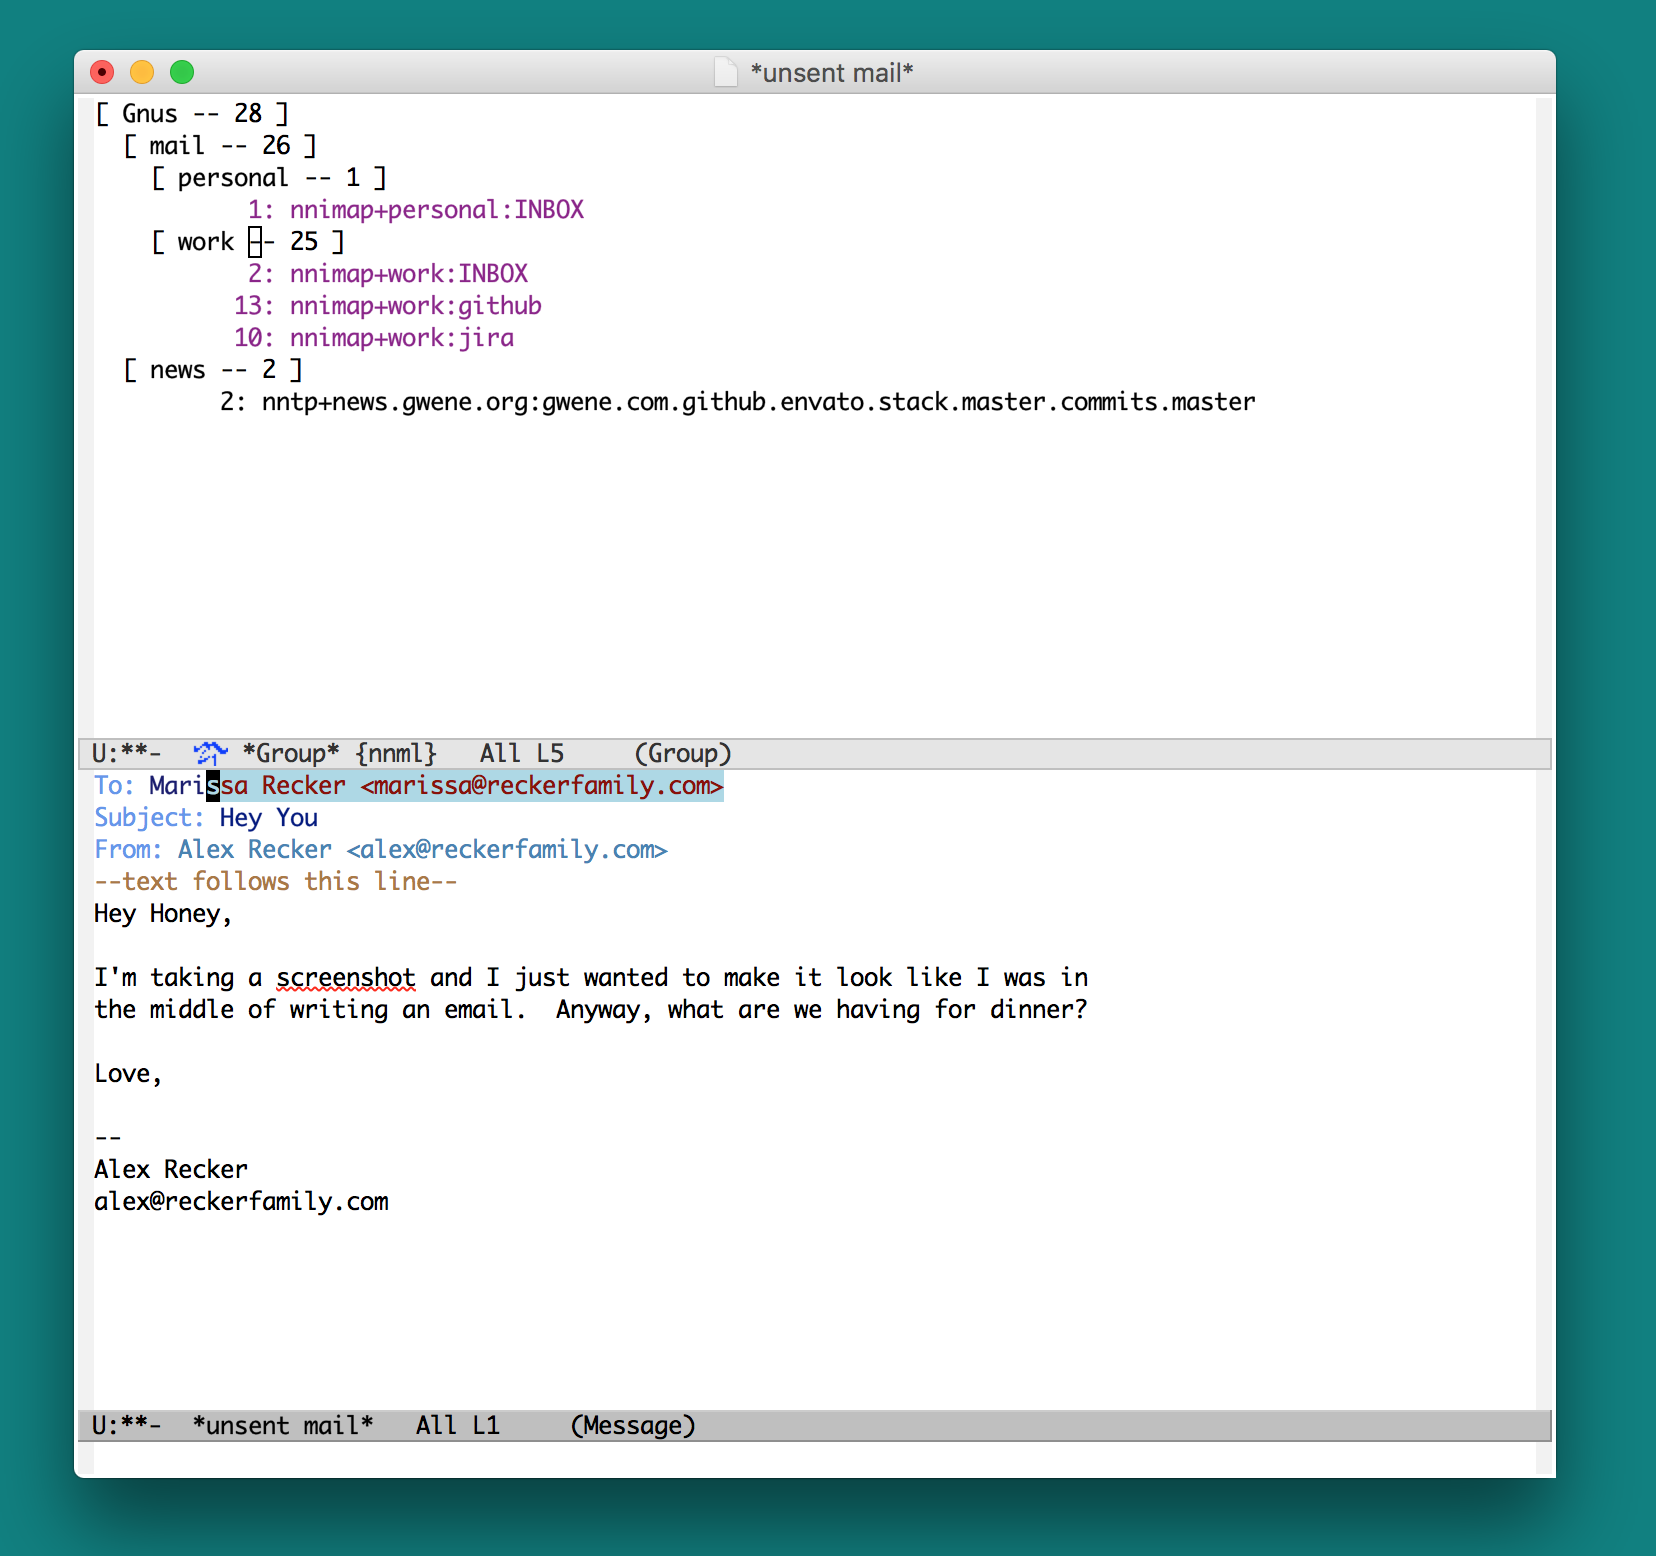 *unsent mail*
[ Gnus -- 28 ]
[ mail -- 26 ]
[ personal -- 1 ]
1: nnimap+personal:INBOX
[ work -- 25 ]
2: nnimap+work:INBOX
13: nnimap+work:github
10: nnimap+work:jira
[ news -- 2 ]
2: nntp+news.gwene.org:gwene.com.github.envato.stack.master.commits.master
U:**- *Group* {nnml} All L5 (Group)
To: Marissa Recker <marissa@reckerfamily.com>
Subject: Hey You
From: Alex Recker <alex@reckerfamily.com>
--text follows this line--
Hey Honey,
I'm taking a screenshot and I just wanted to make it look like I was in
the middle of writing an email.  Anyway, what are we having for dinner?
Love,
--
Alex Recker
alex@reckerfamily.com
U:**- *unsent mail* All L1 (Message)